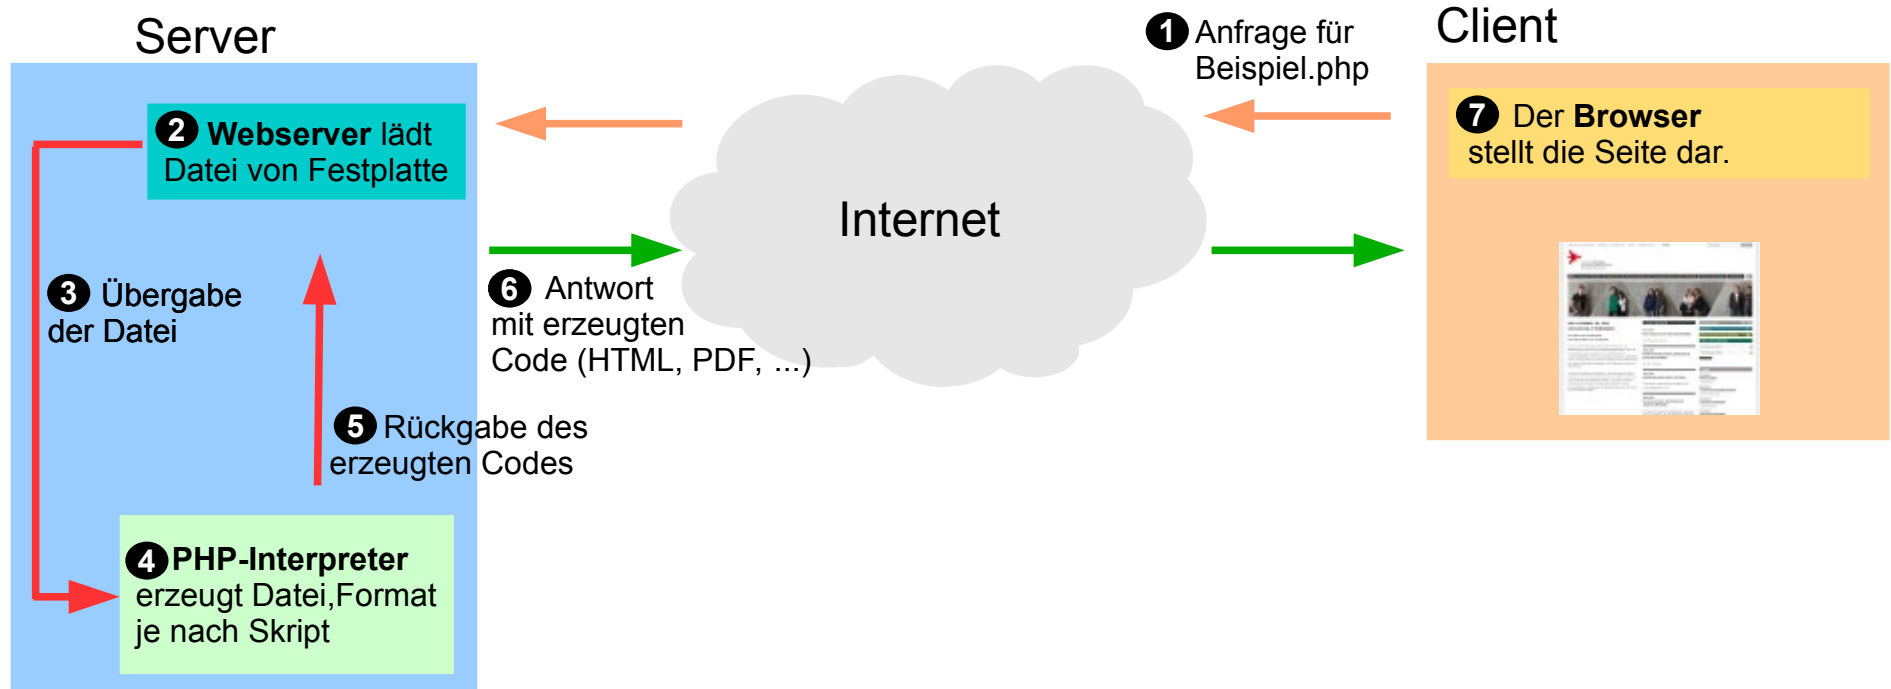 Server
Client
1 Anfrage für
Beispiel.php
2 Webserver lädt
Datei von Festplatte
3 Übergabe
der Datei
4 PHP-Interpreter
erzeugt Datei,Format
je nach Skript
5 Rückgabe des
erzeugten Codes
6 Antwort
mit erzeugten
Code (HTML, PDF, ...)
Internet
7 Der Browser
stellt die Seite dar.